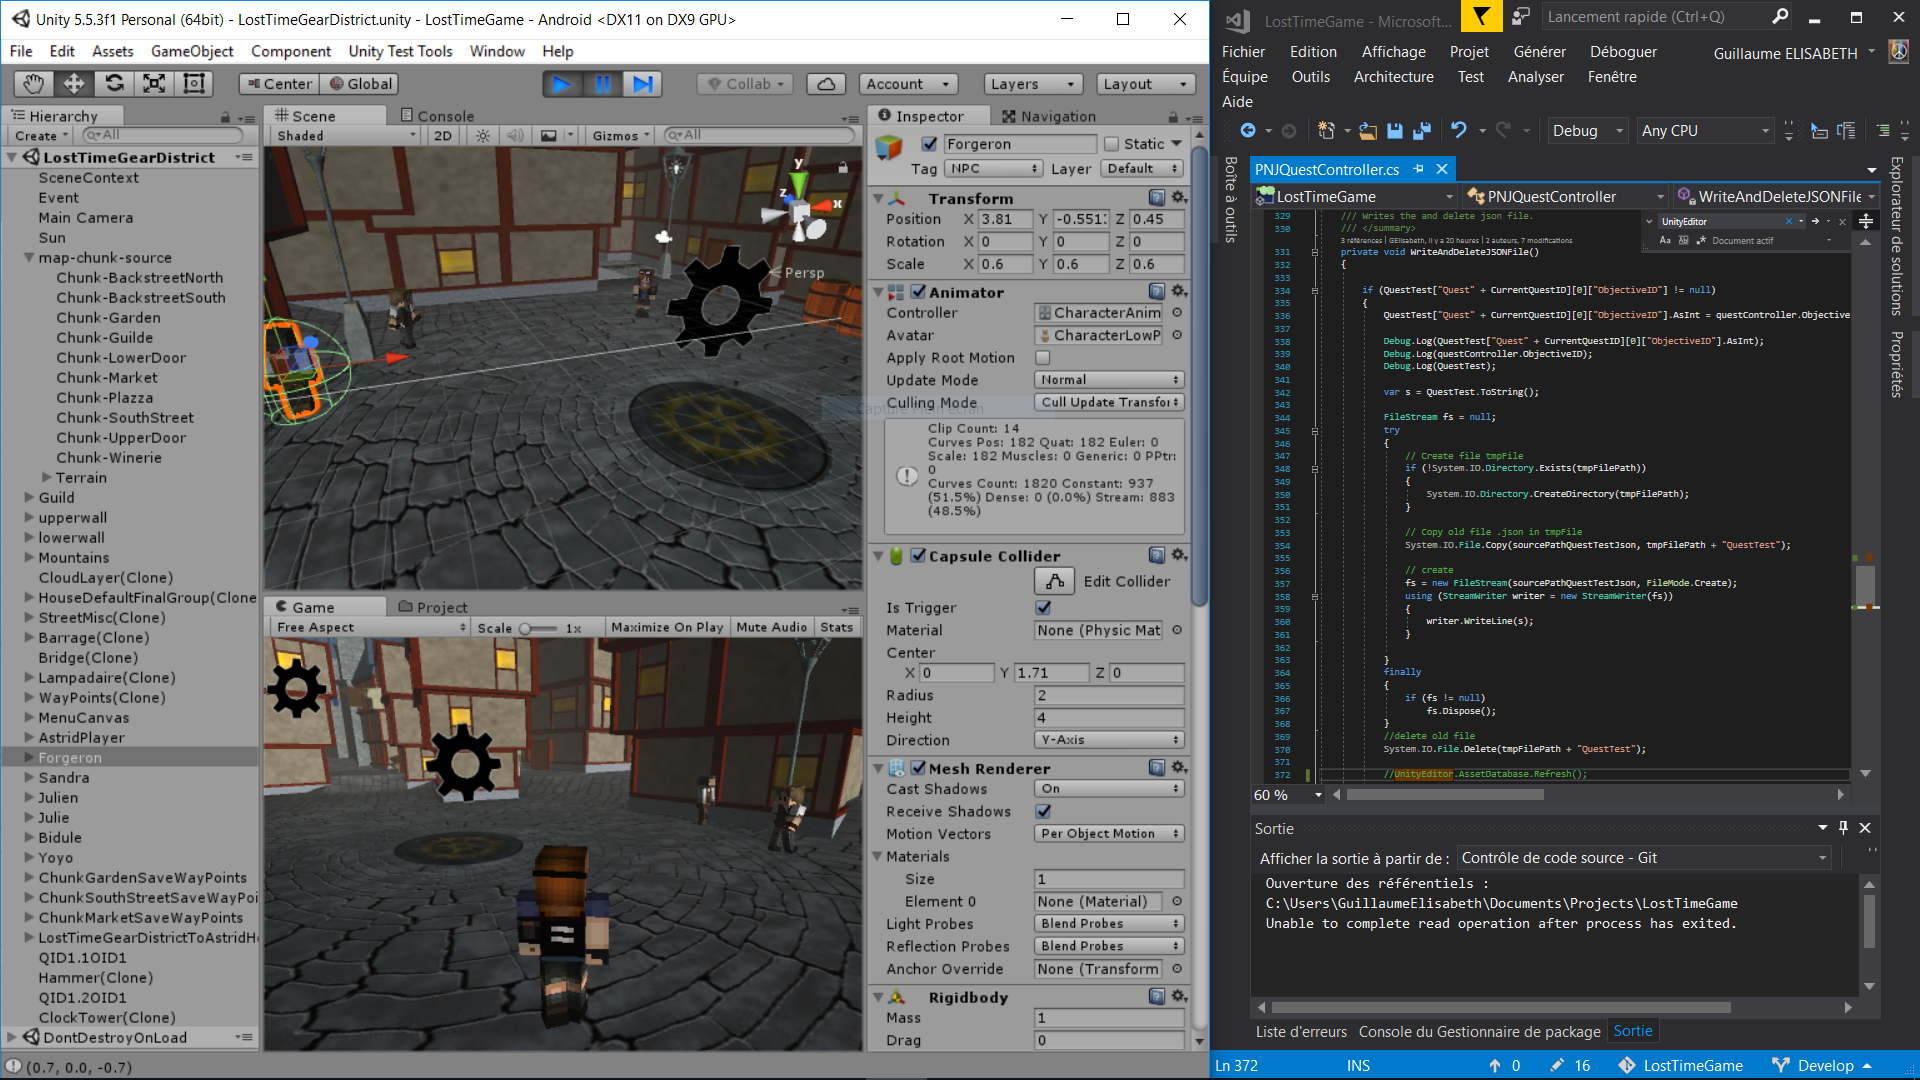 Unity 5.5.3f1 Personal (64bit) - LostTimeGearDistrict.unity - LostTimeGame - Android <DX11 on DX9 GPU>
File Edit Assets GameObject Component Unity Test Tools Window Help
Center Global
Collab Account Layers Layout
Hierarchy
Create All
LostTimeGearDistrict
SceneContext
Event
Main Camera
Sun
map-chunk-source
Chunk-BackstreetNorth
Chunk-BackstreetSouth
Chunk-Garden
Chunk-Guilde
Chunk-LowerDoor
Chunk-Market
Chunk-Plazza
Chunk-SouthStreet
Chunk-UpperDoor
Chunk-Winerie
Terrain
Guild
upperwall
lowerwall
Mountains
CloudLayer(Clone)
HouseDefaultFinalGroup(Clone
StreetMisc(Clone)
Barrage(Clone)
Bridge(Clone)
Lampadaire(Clone)
WayPoints(Clone)
MenuCanvas
AstridPlayer
Forgeron
Sandra
Julien
Julie
Bidule
Yoyo
ChunkGardenSaveWayPoints
ChunkSouthStreetSaveWayPoi
ChunkMarketSaveWayPoints
LostTimeGearDistrictToAstridH
QID1.1OID1
Hammer(Clone)
QID1.2OID1
ClockTower(Clone)
DontDestroyOnLoad
(0.7, 0.0, -0.7)
Scene Console
Shaded 2D Gizmos All
y
z
x
Persp
Capture Plein écran
Game Project
Free Aspect Scale 1x Maximize On Play Mute Audio Stats
Inspector Navigation
Forgeron Static
Tag NPC Layer Default
Transform
Position X 3.81 Y -0.551 Z 0.45
Rotation X 0 Y 0 Z 0
Scale X 0.6 Y 0.6 Z 0.6
Animator
Controller CharacterAnim
Avatar CharacterLowP
Apply Root Motion
Update Mode Normal
Culling Mode Cull Update Transfor
Clip Count: 14
Curves Pos: 182 Quat: 182 Euler: 0
Scale: 182 Muscles: 0 Generic: 0 PPtr:
0
Curves Count: 1820 Constant: 937
(51.5%) Dense: 0 (0.0%) Stream: 883
(48.5%)
Capsule Collider
Edit Collider
Is Trigger
Material None (Physic Mat
Center
X 0 Y 1.71 Z 0
Radius 2
Height 4
Direction Y-Axis
Mesh Renderer
Cast Shadows On
Receive Shadows
Motion Vectors Per Object Motion
Materials
Size 1
Element 0 None (Material)
Light Probes Blend Probes
Reflection Probes Blend Probes
Anchor Override None (Transform
Rigidbody
Mass 1
Drag 0
LostTimeGame - Microsoft... Lancement rapide (Ctrl+Q)
Fichier Edition Affichage Projet Générer Déboguer Guillaume ELISABETH
Équipe Outils Architecture Test Analyser Fenêtre
Aide
Debug Any CPU
Boîte à outils
Explorateur de solutions
Propriétés
PNJQuestController.cs
LostTimeGame PNJQuestController WriteAndDeleteJSONFile
UnityEditor
Aa Document actif
329 /// Writes the and delete json file.
330 /// </summary>
3 références | GElisabeth, il y a 20 heures | 2 auteurs, 7 modifications
331 private void WriteAndDeleteJSONFile()
332 {
333
334 if (QuestTest["Quest" + CurrentQuestID][0]["ObjectiveID"] != null)
335 {
336 QuestTest["Quest" + CurrentQuestID][0]["ObjectiveID"].AsInt = questController.Objective
337
338 Debug.Log(QuestTest["Quest" + CurrentQuestID][0]["ObjectiveID"].AsInt);
339 Debug.Log(questController.ObjectiveID);
340 Debug.Log(QuestTest);
341
342 var s = QuestTest.ToString();
343
344 FileStream fs = null;
345 try
346 {
347 // Create file tmpFile
348 if (!System.IO.Directory.Exists(tmpFilePath))
349 {
350 System.IO.Directory.CreateDirectory(tmpFilePath);
351 }
352
353 // Copy old file .json in tmpFile
354 System.IO.File.Copy(sourcePathQuestTestJson, tmpFilePath + "QuestTest");
355
356 // create
357 fs = new FileStream(sourcePathQuestTestJson, FileMode.Create);
358 using (StreamWriter writer = new StreamWriter(fs))
359 {
360 writer.WriteLine(s);
361 }
362
363 }
364 finally
365 {
366 if (fs != null)
367 fs.Dispose();
368 }
369 //delete old file
370 System.IO.File.Delete(tmpFilePath + "QuestTest");
371
372 //UnityEditor.AssetDatabase.Refresh();
60 %
Sortie
Afficher la sortie à partir de : Contrôle de code source - Git
Ouverture des référentiels :
C:\Users\GuillaumeElisabeth\Documents\Projects\LostTimeGame
Unable to complete read operation after process has exited.
Liste d'erreurs Console du Gestionnaire de package Sortie
Ln 372 INS 0 16 LostTimeGame Develop